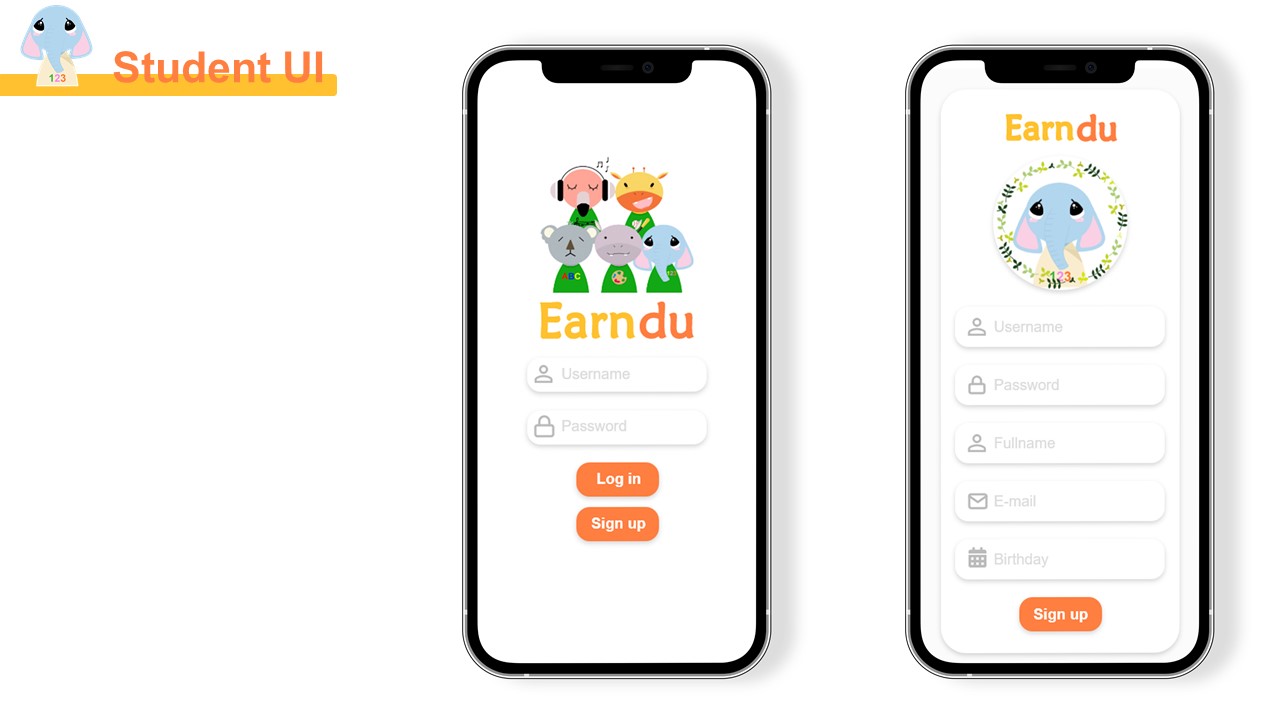 Student UI
123
ABC
Earndu
Username
Password
Log in
Sign up
Earndu
123
Username
Password
Fullname
E-mail
Birthday
Sign up